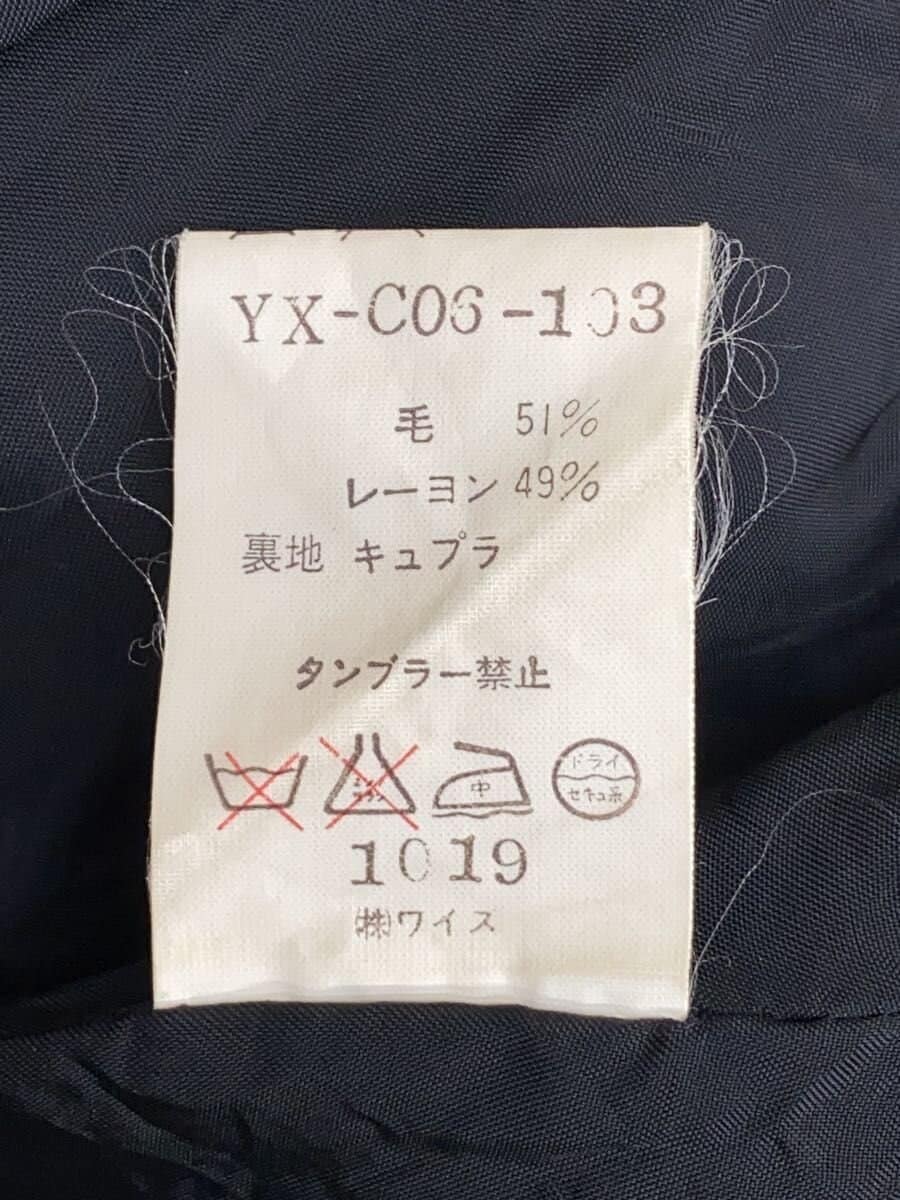 YX-C06-103
毛 51%
レーヨン 49%
裏地 キュプラ
タンブラー禁止
中
ドライ
セキユ系
1019
㈱ワイス